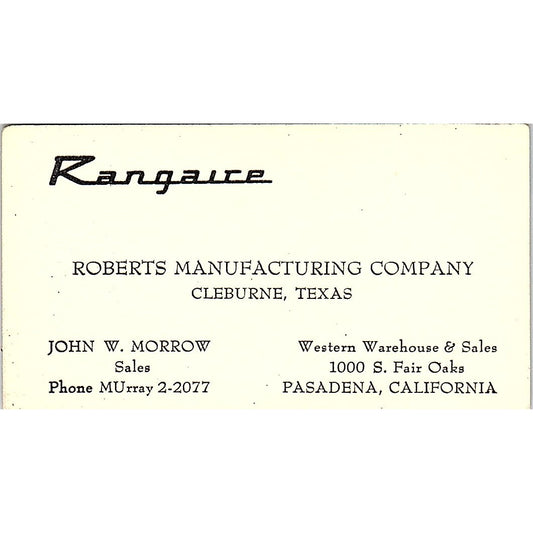 Rangaire
ROBERTS MANUFACTURING COMPANY
CLEBURNE, TEXAS
JOHN W. MORROW
Sales
Phone MUrray 2-2077
Western Warehouse & Sales
1000 S. Fair Oaks
PASADENA, CALIFORNIA